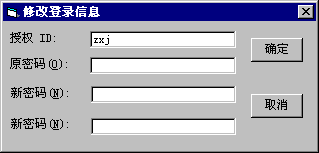 修改登录信息
授权 ID:
zxj
确定
原密码(O):
新密码(N):
取消
新密码(N):